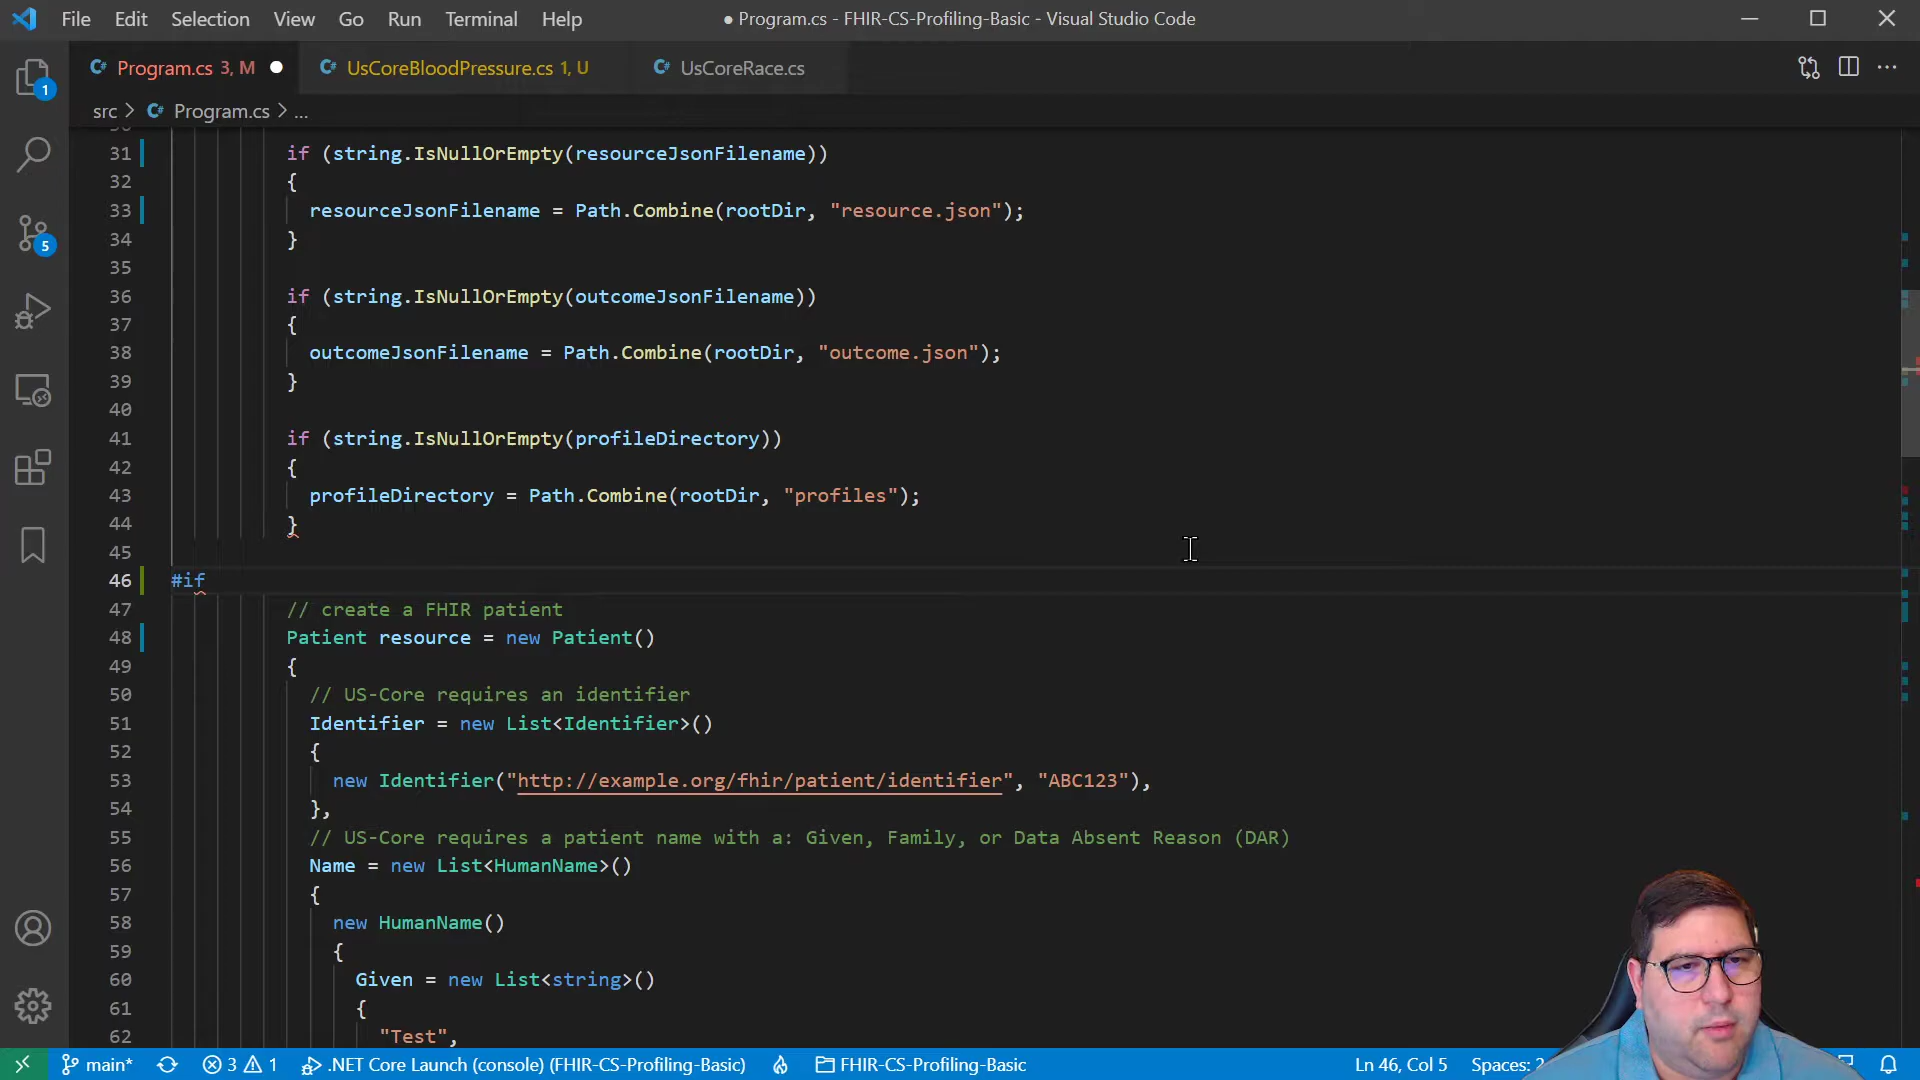 File Edit Selection View Go Run Terminal Help
● Program.cs - FHIR-CS-Profiling-Basic - Visual Studio Code
Program.cs 3, M
UsCoreBloodPressure.cs 1, U
UsCoreRace.cs
src > Program.cs > ...
31 if (string.IsNullOrEmpty(resourceJsonFilename))
32 {
33 resourceJsonFilename = Path.Combine(rootDir, "resource.json");
34 }
35
36 if (string.IsNullOrEmpty(outcomeJsonFilename))
37 {
38 outcomeJsonFilename = Path.Combine(rootDir, "outcome.json");
39 }
40
41 if (string.IsNullOrEmpty(profileDirectory))
42 {
43 profileDirectory = Path.Combine(rootDir, "profiles");
44 }
45
46 #if
47 // create a FHIR patient
48 Patient resource = new Patient()
49 {
50 // US-Core requires an identifier
51 Identifier = new List<Identifier>()
52 {
53 new Identifier("http://example.org/fhir/patient/identifier", "ABC123"),
54 },
55 // US-Core requires a patient name with a: Given, Family, or Data Absent Reason (DAR)
56 Name = new List<HumanName>()
57 {
58 new HumanName()
59 {
60 Given = new List<string>()
61 {
62 "Test",
1
5
main* 3 1 .NET Core Launch (console) (FHIR-CS-Profiling-Basic) FHIR-CS-Profiling-Basic Ln 46, Col 5 Spaces: